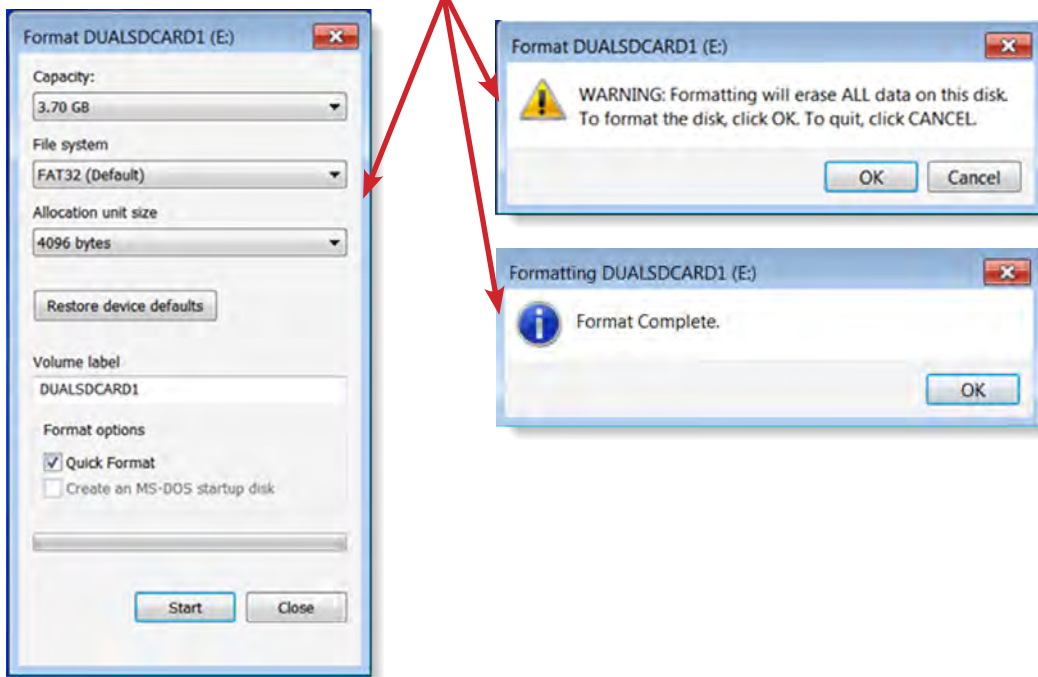 Format DUALSDCARD1 (E:)
Capacity:
3.70 GB
File system
FAT32 (Default)
Allocation unit size
4096 bytes
Restore device defaults
Volume label
DUALSDCARD1
Format options
Quick Format
Create an MS-DOS startup disk
Start
Close
Format DUALSDCARD1 (E:)
WARNING: Formatting will erase ALL data on this disk.
To format the disk, click OK. To quit, click CANCEL.
OK
Cancel
Formatting DUALSDCARD1 (E:)
Format Complete.
OK